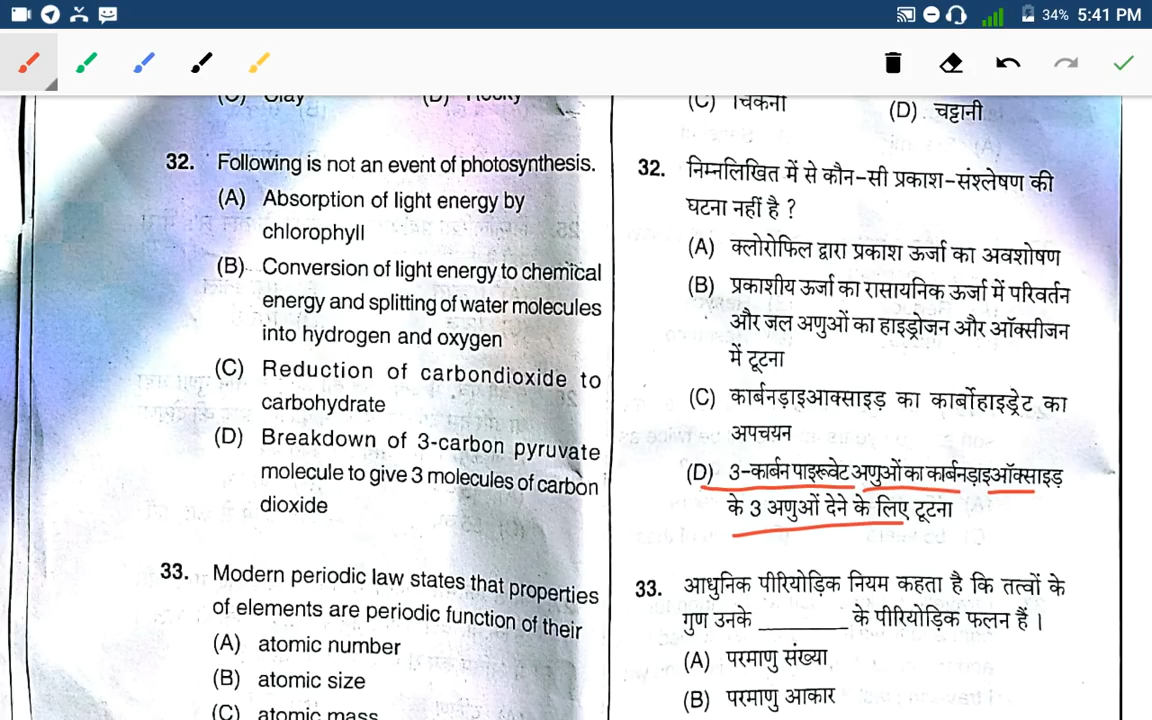 34% 5:41 PM
(C) Clay (D) Rocky
32. Following is not an event of photosynthesis.
(A) Absorption of light energy by
chlorophyll
(B) Conversion of light energy to chemical
energy and splitting of water molecules
into hydrogen and oxygen
(C) Reduction of carbondioxide to
carbohydrate
(D) Breakdown of 3-carbon pyruvate
molecule to give 3 molecules of carbon
dioxide
33. Modern periodic law states that properties
of elements are periodic function of their
(A) atomic number
(B) atomic size
(C) atomic mass
(C) चिकनी (D) चट्टानी
32. निम्नलिखित में से कौन-सी प्रकाश-संश्लेषण की
घटना नहीं है ?
(A) क्लोरोफिल द्वारा प्रकाश ऊर्जा का अवशोषण
(B) प्रकाशीय ऊर्जा का रासायनिक ऊर्जा में परिवर्तन
और जल अणुओं का हाइड्रोजन और ऑक्सीजन
में टूटना
(C) कार्बनड़ाइआक्साइड़ का कार्बोहाइड्रेट का
अपचयन
(D) 3-कार्बन पाइरूवेट अणुओं का कार्बनड़ाइऑक्साइड़
के 3 अणुओं देने के लिए टूटना
33. आधुनिक पीरियोड़िक नियम कहता है कि तत्वों के
गुण उनके ________ के पीरियोड़िक फलन हैं ।
(A) परमाणु संख्या
(B) परमाणु आकार